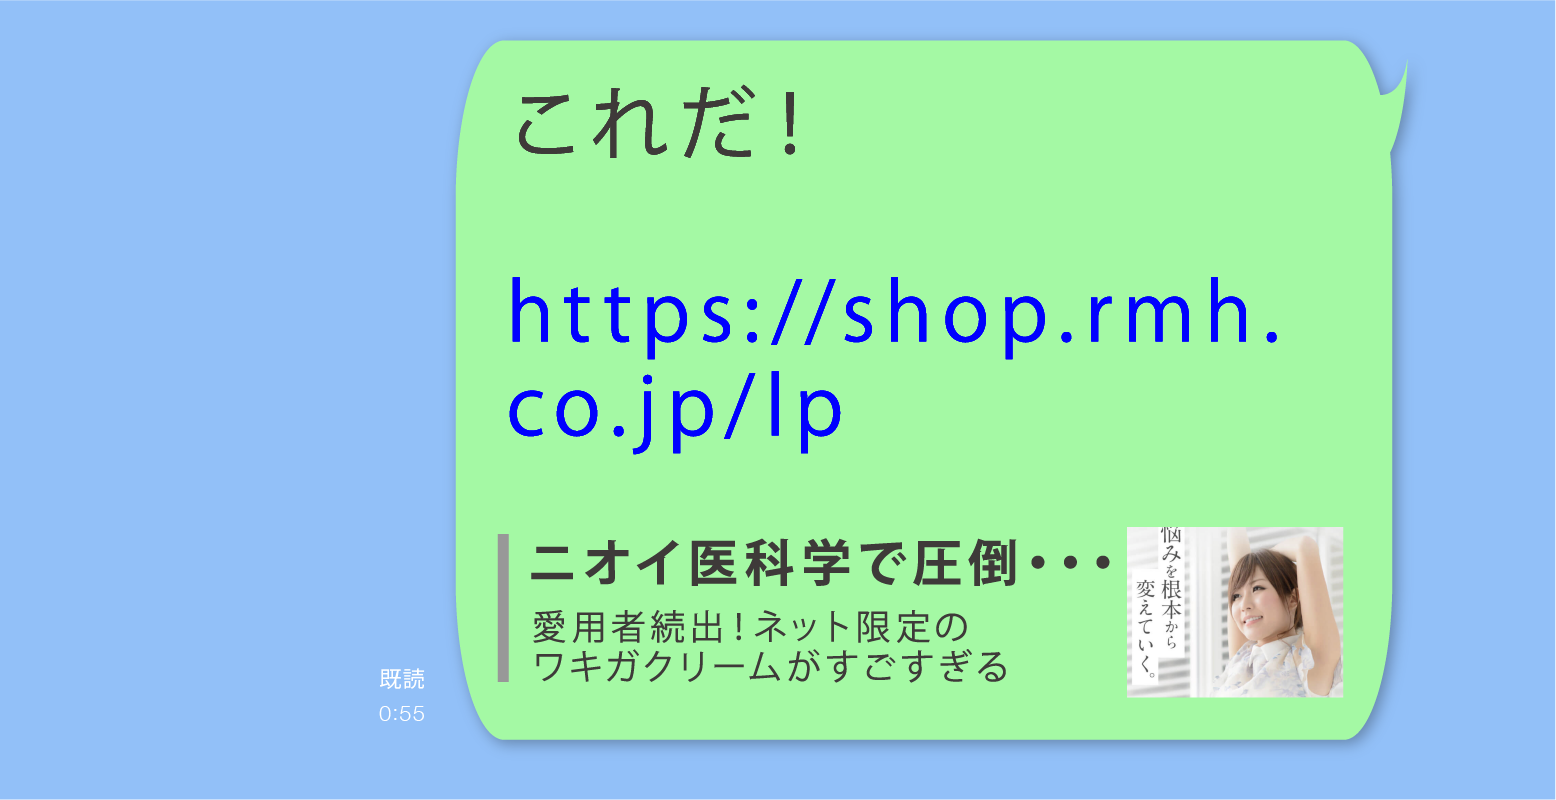 これだ！
https://shop.rmh.
co.jp/lp
ニオイ医科学で圧倒・・・
愛用者続出！ネット限定の
ワキガクリームがすごすぎる
悩みを根本から
変えていく。
既読
0:55